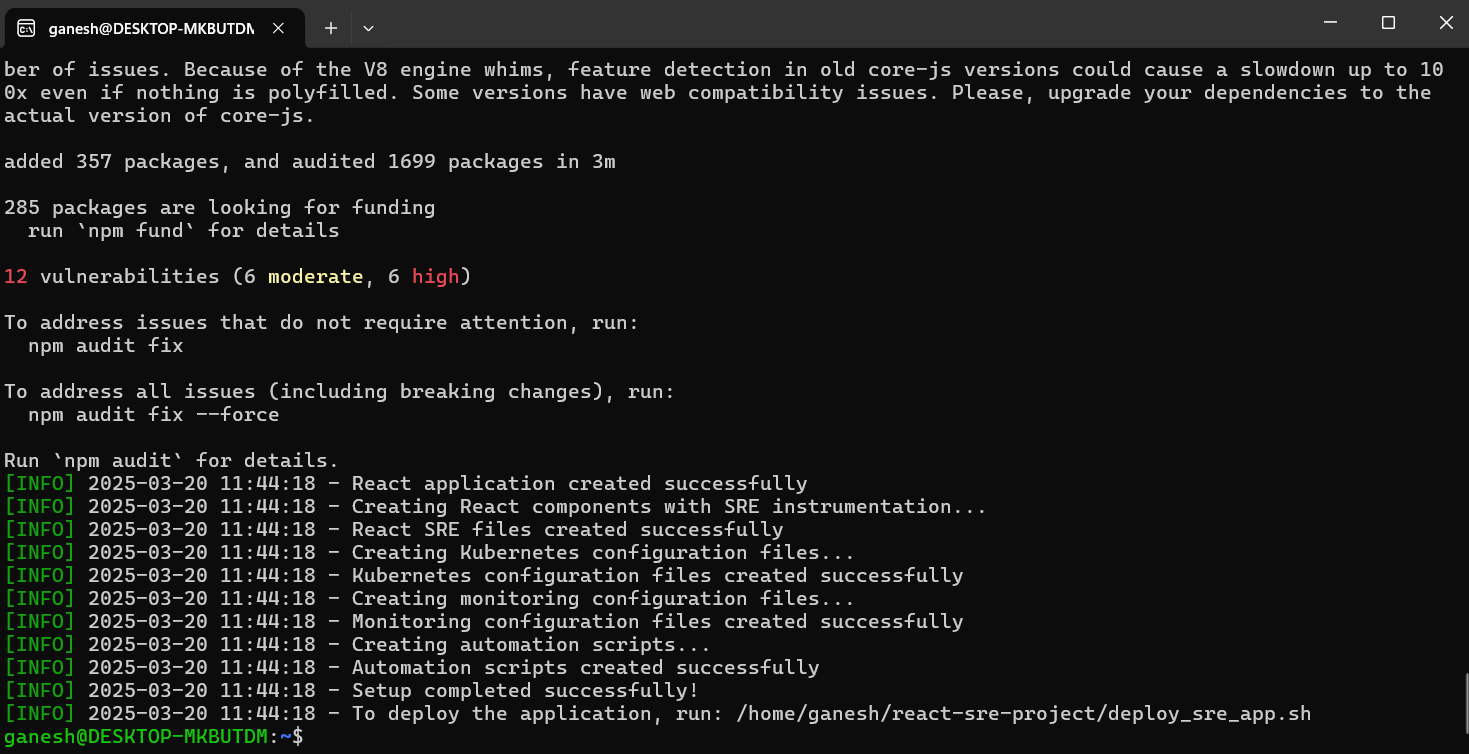 ganesh@DESKTOP-MKBUTDM
ber of issues. Because of the V8 engine whims, feature detection in old core-js versions could cause a slowdown up to 10
0x even if nothing is polyfilled. Some versions have web compatibility issues. Please, upgrade your dependencies to the
actual version of core-js.
added 357 packages, and audited 1699 packages in 3m
285 packages are looking for funding
  run `npm fund` for details
12 vulnerabilities (6 moderate, 6 high)
To address issues that do not require attention, run:
  npm audit fix
To address all issues (including breaking changes), run:
  npm audit fix --force
Run `npm audit` for details.
[INFO] 2025-03-20 11:44:18 - React application created successfully
[INFO] 2025-03-20 11:44:18 - Creating React components with SRE instrumentation...
[INFO] 2025-03-20 11:44:18 - React SRE files created successfully
[INFO] 2025-03-20 11:44:18 - Creating Kubernetes configuration files...
[INFO] 2025-03-20 11:44:18 - Kubernetes configuration files created successfully
[INFO] 2025-03-20 11:44:18 - Creating monitoring configuration files...
[INFO] 2025-03-20 11:44:18 - Monitoring configuration files created successfully
[INFO] 2025-03-20 11:44:18 - Creating automation scripts...
[INFO] 2025-03-20 11:44:18 - Automation scripts created successfully
[INFO] 2025-03-20 11:44:18 - Setup completed successfully!
[INFO] 2025-03-20 11:44:18 - To deploy the application, run: /home/ganesh/react-sre-project/deploy_sre_app.sh
ganesh@DESKTOP-MKBUTDM:~$